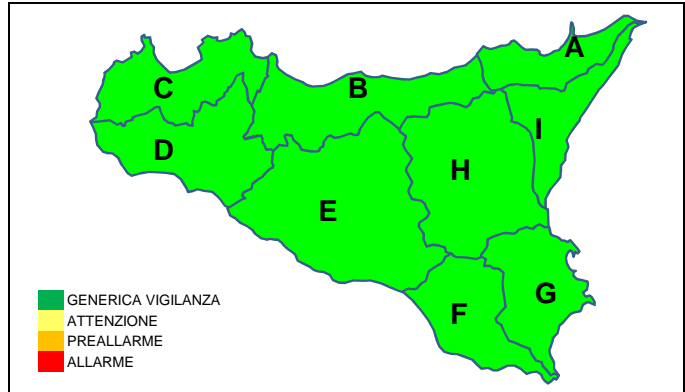 A
B
C
I
D
H
E
G
F
GENERICA VIGILANZA
ATTENZIONE
PREALLARME
ALLARME